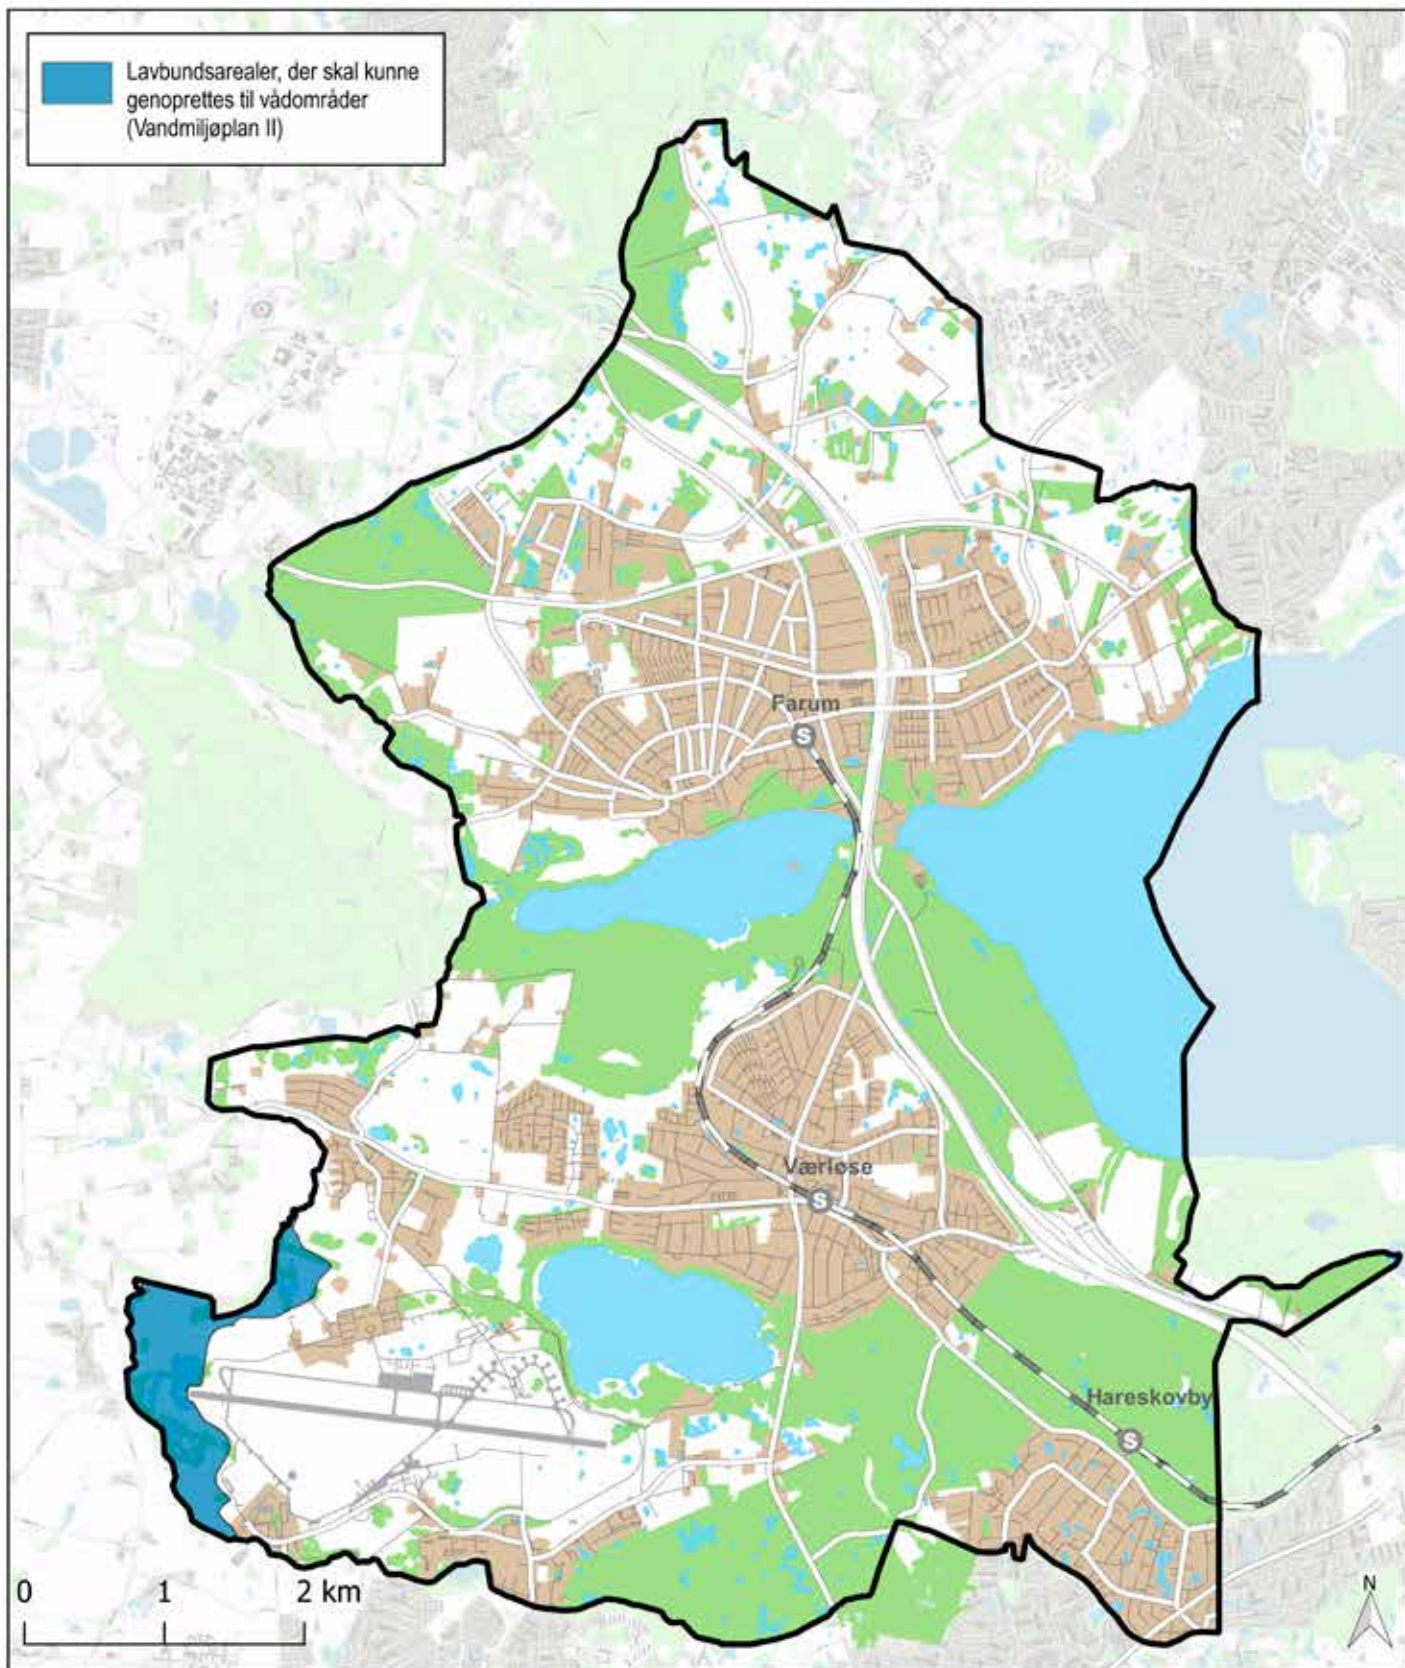 Lavbundsarealer, der skal kunne
genoprettes til vådområder
(Vandmiljøplan II)
Farum
S
Værløse
S
Hareskovby
S
0 1 2 km
N